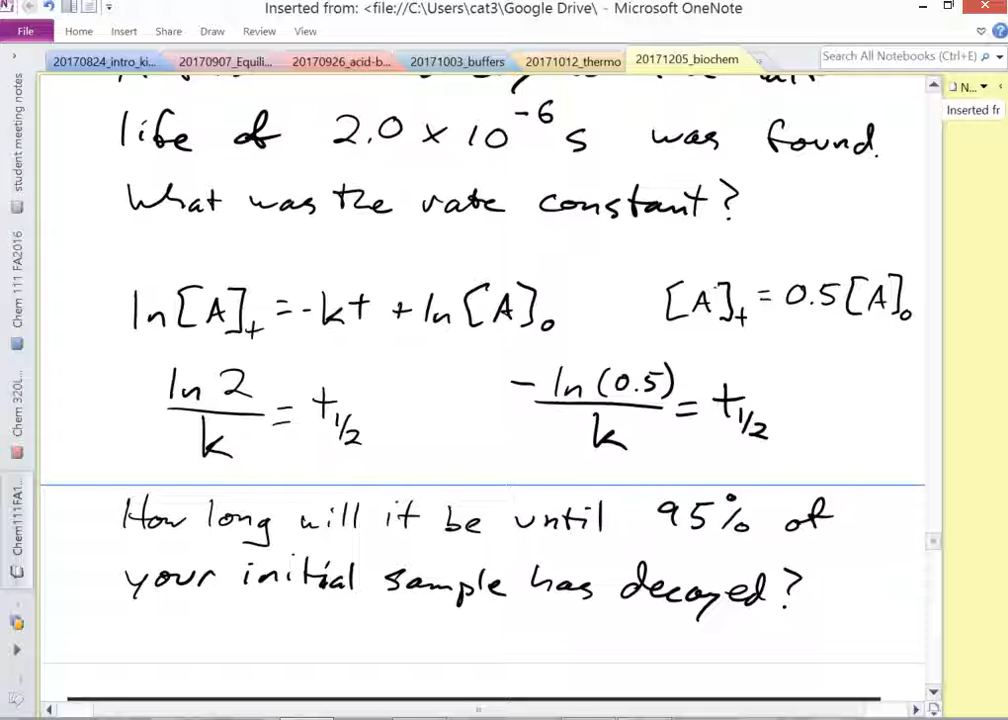 Inserted from: <file://C:\Users\cat3\Google Drive\ - Microsoft OneNote
File Home Insert Share Draw Review View
20170824_intro_ki... 20170907_Equili... 20170926_acid-b... 20171003_buffers 20171012_thermo 20171205_biochem
Search All Notebooks (Ctrl+E)
N...
Inserted fr
student meeting notes
Chem 111 FA2016
Chem 320L
Chem111FA1
life of 2.0 × 10⁻⁶ s was found.
What was the rate constant?
ln[A]ₜ = -kt + ln[A]₀ [A]ₜ = 0.5[A]₀
ln 2 / k = t1/2 -ln(0.5) / k = t1/2
How long will it be until 95% of
your initial sample has decayed?